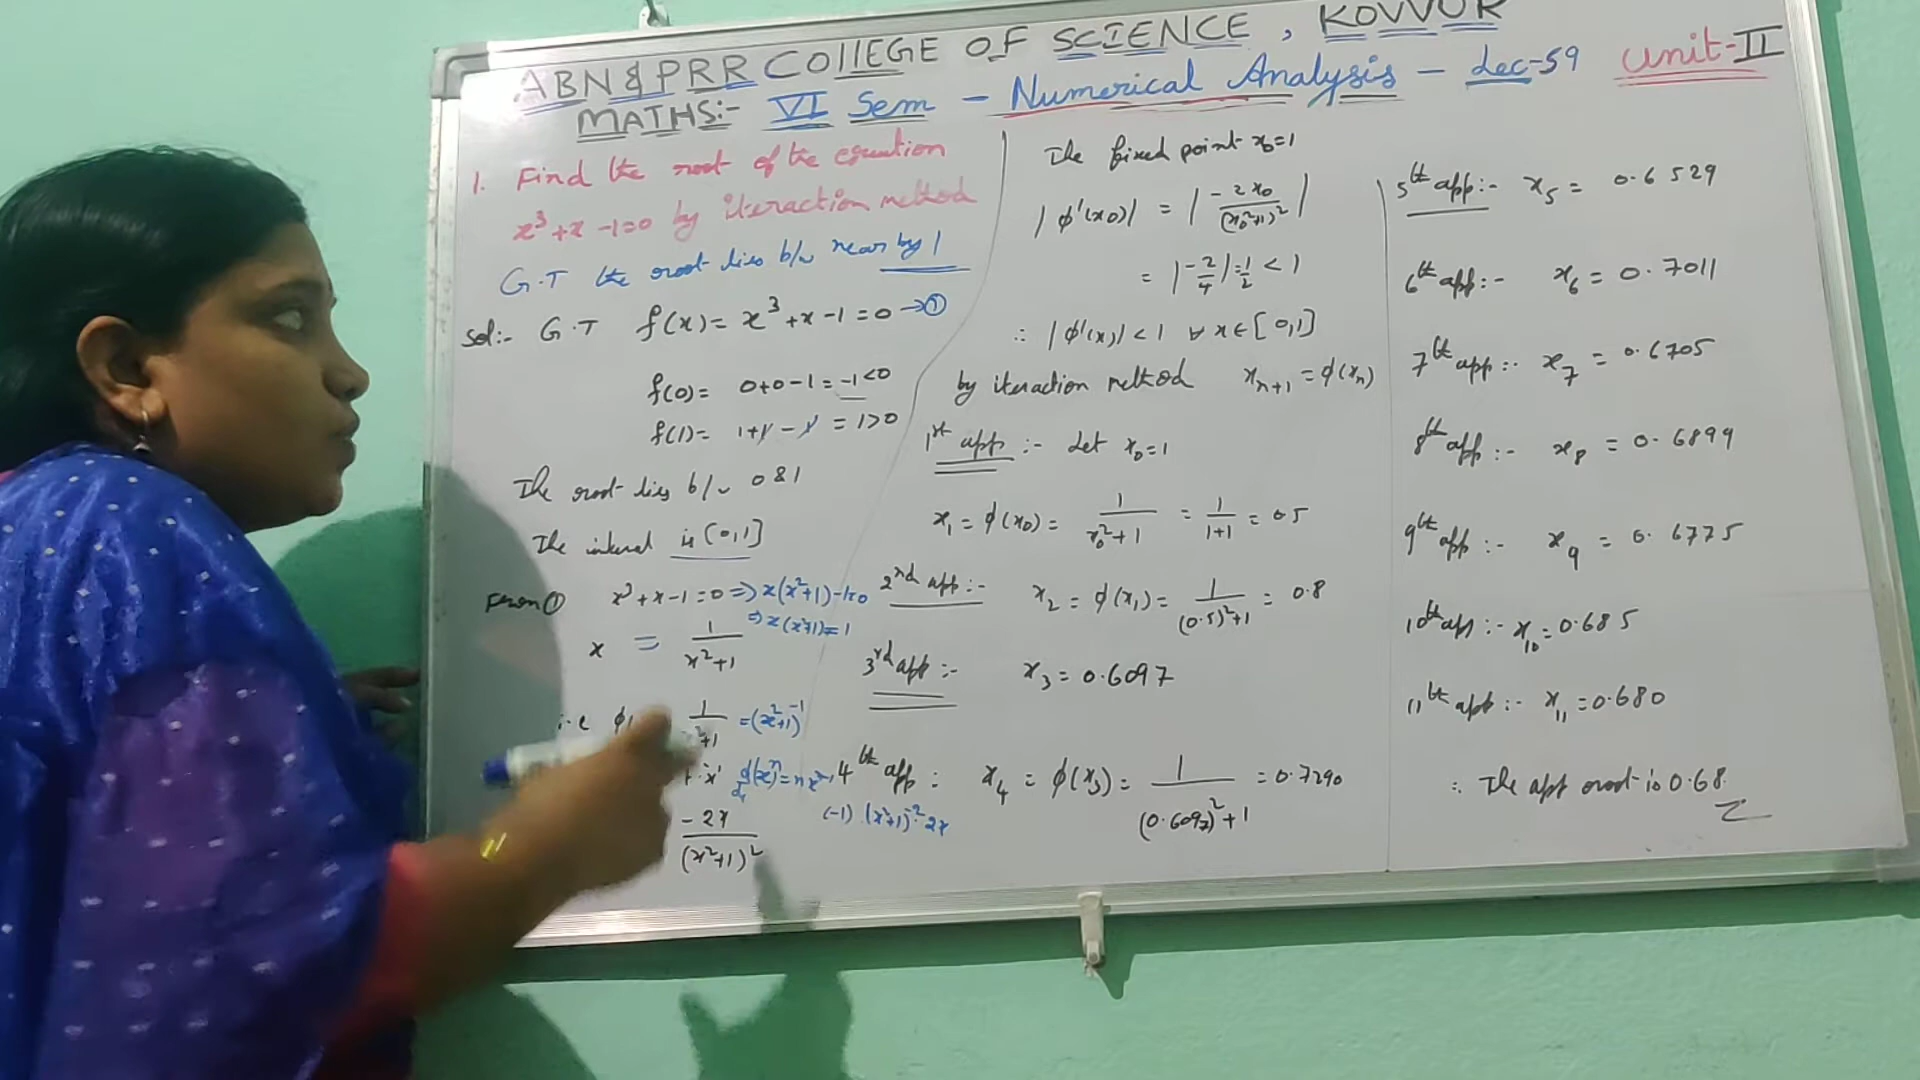 ABN & PRR COllEGE OF SCIENCE, KOVVUR
MATHS:- VI Sem - Numerical Analysis - Lec-59 Unit-II
1. Find the root of the equation
x³+x-1=0 by iteraction method
G.T the root lies b/w near by 1
Sol:- G.T f(x) = x³+x-1=0 →①
f(0)= 0+0-1=-1<0
f(1)= 1+1-1 = 1>0
The root lies b/w 0&1
The interval is [0,1]
From ① x³+x-1=0 ⇒ x(x²+1)-1=0
⇒ x(x²+1)=1
x = 1/(x²+1)
i.e ϕ 1/x²+1 = (x²+1)⁻¹
'x' d/dx(x)ⁿ = n xⁿ⁻¹
(-1).(x²+1)⁻².2x
-2x/(x²+1)²
The fixed point x₀=1
|ϕ'(x₀)| = |-2x₀/(x₀²+1)²|
= |-2/4| = 1/2 < 1
∴ |ϕ'(x)| < 1 ∀ x∈[0,1]
by iteraction method xₙ₊₁ = ϕ(xₙ)
1st app:- Let x₀=1
x₁ = ϕ(x₀) = 1/(x₀²+1) = 1/(1+1) = 0.5
2nd app:- x₂ = ϕ(x₁) = 1/((0.5)²+1) = 0.8
3rd app:- x₃ = 0.6097
4th app: x₄ = ϕ(x₃) = 1/((0.6097)²+1) = 0.7290
5th app:- x₅ = 0.6529
6th app:- x₆ = 0.7011
7th app:- x₇ = 0.6705
8th app:- x₈ = 0.6899
9th app:- x₉ = 0.6775
10th app:- x₁₀ = 0.685
11th app:- x₁₁ = 0.680
∴ The app root is 0.68